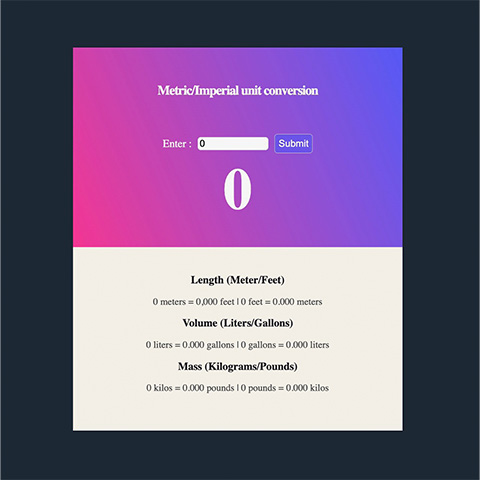 Metric/Imperial unit conversion
Enter : 0 Submit
0
Length (Meter/Feet)
0 meters = 0,000 feet | 0 feet = 0.000 meters
Volume (Liters/Gallons)
0 liters = 0.000 gallons | 0 gallons = 0.000 liters
Mass (Kilograms/Pounds)
0 kilos = 0.000 pounds | 0 pounds = 0.000 kilos